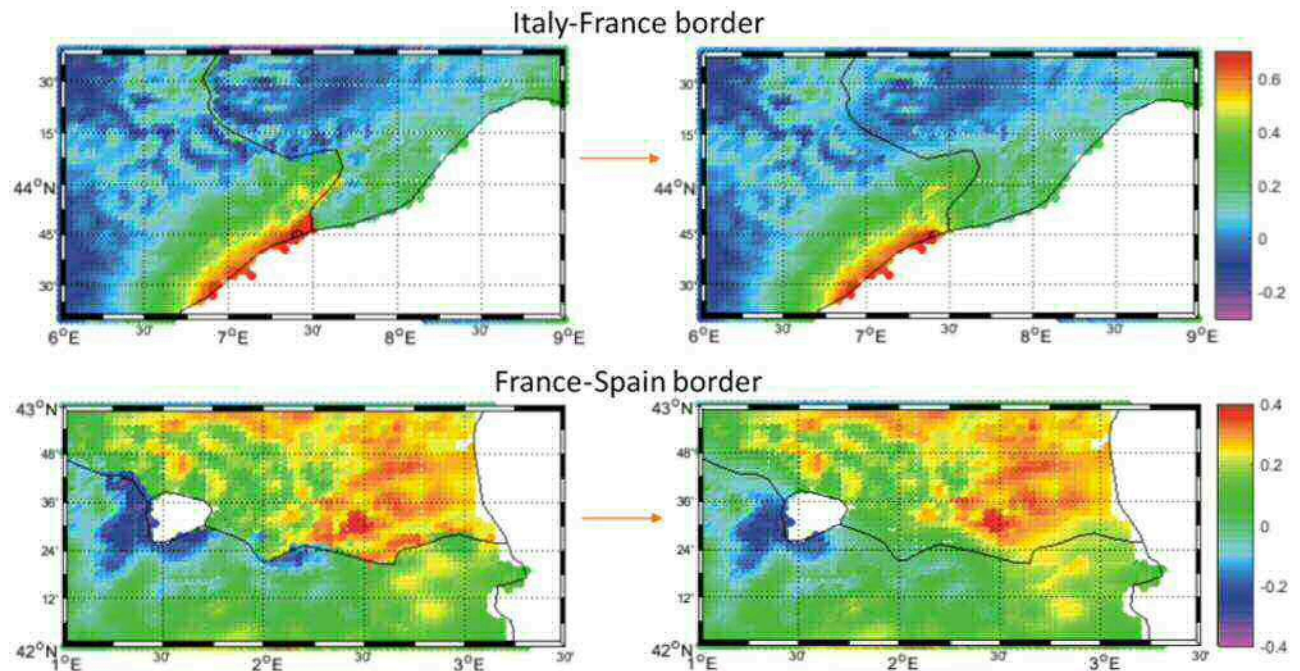 Italy-France border
30'
15'
44°N
45'
30'
6°E
30'
7°E
30'
8°E
30'
9°E
30'
15'
44°N
45'
30'
6°E
30'
7°E
30'
8°E
30'
9°E
0.6
0.4
0.2
0
-0.2
France-Spain border
43°N
48'
36'
24'
12'
42°N
1°E
30'
2°E
30'
3°E
30'
43°N
48'
36'
24'
12'
42°N
1°E
30'
2°E
30'
3°E
30'
0.4
0.2
0
-0.2
-0.4